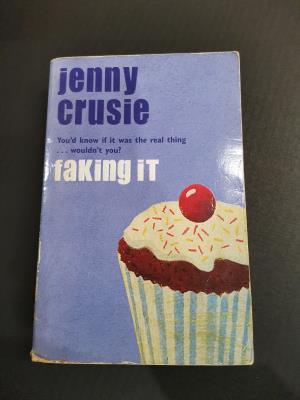 jenny
crusie
You'd know if it was the real thing
... wouldn't you?
faking iT